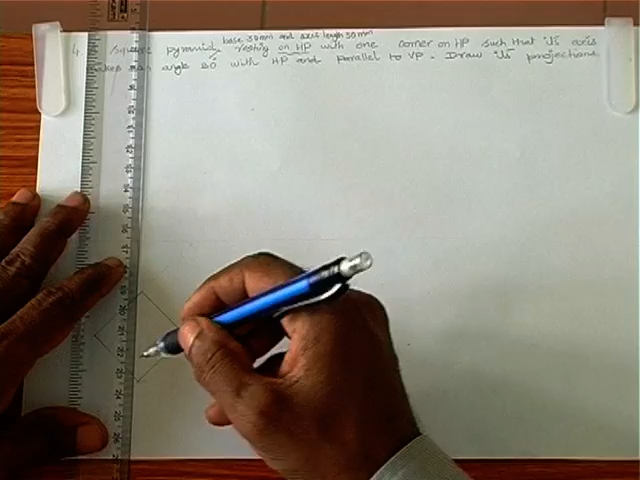 base 30mm and axis length 50mm
4. square pyramid, resting on HP with one corner on HP such that its axis
makes an angle 50 with HP and parallel to VP. Draw its projections